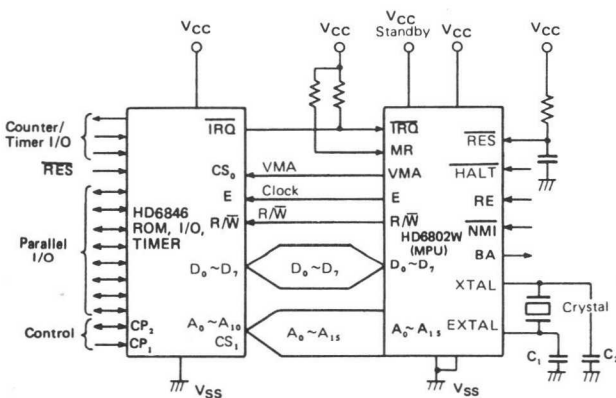 VCC
VCC
VCC
Standby
VCC
VCC
Counter/
Timer I/O
RES
Parallel
I/O
Control
HD6846
ROM, I/O,
TIMER
IRQ
CS0
E
R/W
D0~D7
A0~A10
CS1
CP2
CP1
VSS
VMA
Clock
R/W
D0~D7
A0~A15
IRQ
MR
VMA
E
R/W
HD6802W
(MPU)
D0~D7
A0~A15
RES
HALT
RE
NMI
BA
XTAL
EXTAL
VSS
Crystal
C1